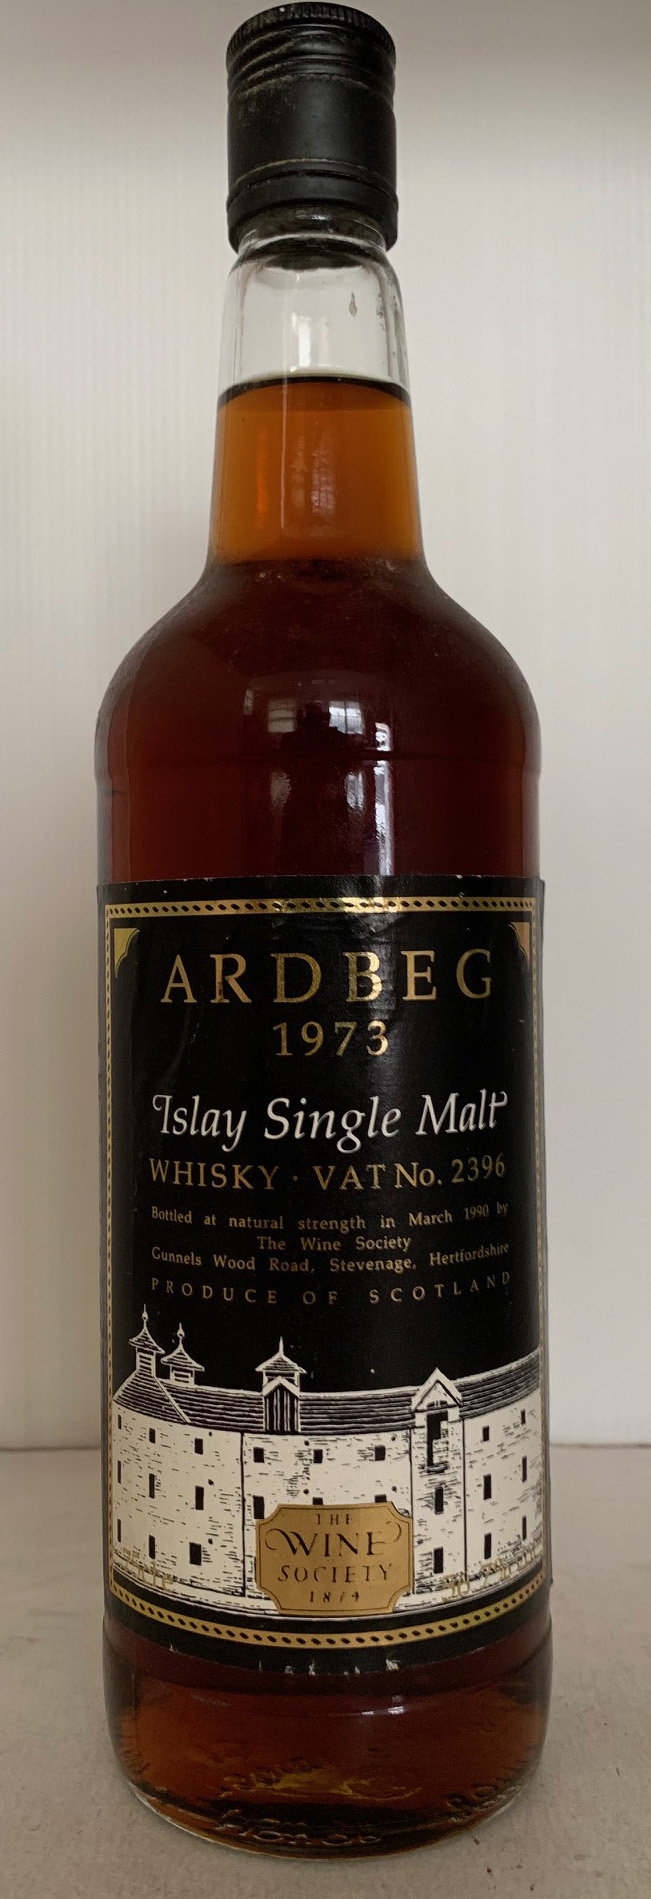 ARDBEG
1973
Islay Single Malt
WHISKY · VAT No. 2396
Bottled at natural strength in March 1990 by
The Wine Society
Gunnels Wood Road, Stevenage, Hertfordshire
PRODUCE OF SCOTLAND
THE
WINE
SOCIETY
1874